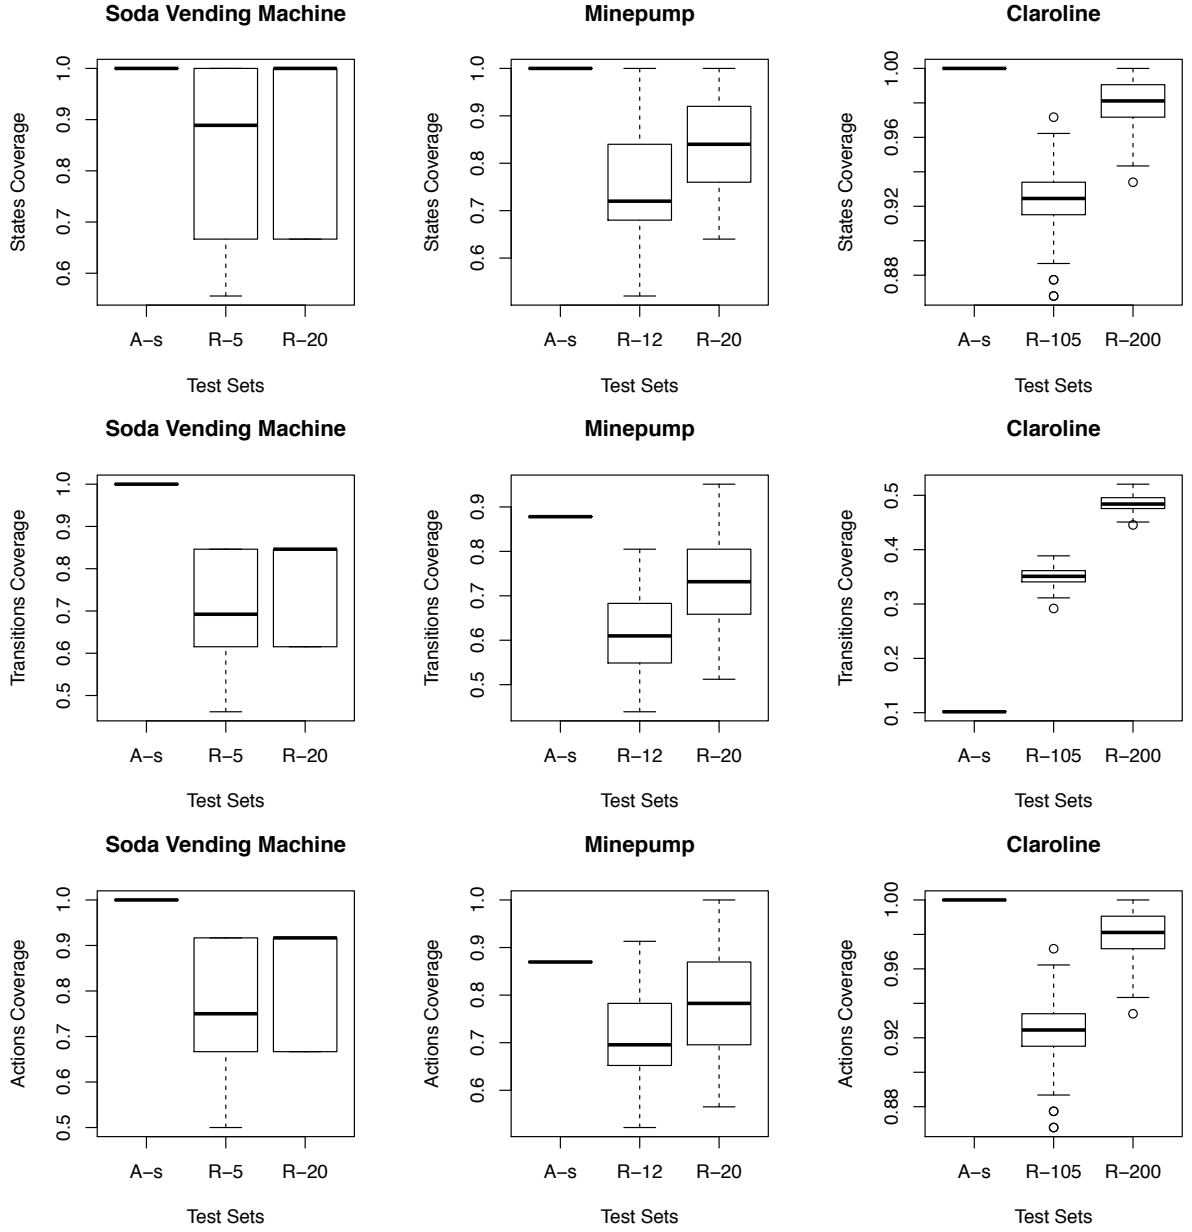 Soda Vending Machine
States Coverage
1.0
0.9
0.8
0.7
0.6
A−s R−5 R−20
Test Sets
Minepump
States Coverage
1.0
0.9
0.8
0.7
0.6
A−s R−12 R−20
Test Sets
Claroline
States Coverage
1.00
0.96
0.92
0.88
A−s R−105 R−200
Test Sets
Soda Vending Machine
Transitions Coverage
1.0
0.9
0.8
0.7
0.6
0.5
A−s R−5 R−20
Test Sets
Minepump
Transitions Coverage
0.9
0.8
0.7
0.6
0.5
A−s R−12 R−20
Test Sets
Claroline
Transitions Coverage
0.5
0.4
0.3
0.2
0.1
A−s R−105 R−200
Test Sets
Soda Vending Machine
Actions Coverage
1.0
0.9
0.8
0.7
0.6
0.5
A−s R−5 R−20
Test Sets
Minepump
Actions Coverage
1.0
0.9
0.8
0.7
0.6
A−s R−12 R−20
Test Sets
Claroline
Actions Coverage
1.00
0.96
0.92
0.88
A−s R−105 R−200
Test Sets